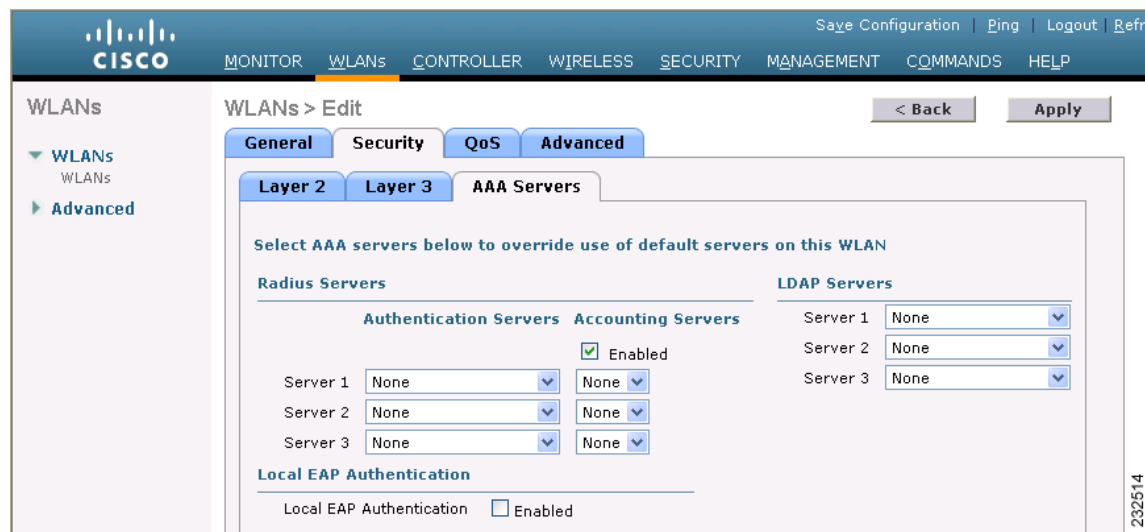 Save Configuration | Ping | Logout | Refr
CISCO
MONITOR WLANs CONTROLLER WIRELESS SECURITY MANAGEMENT COMMANDS HELP
WLANs
WLANs
WLANs
Advanced
WLANs > Edit
< Back Apply
General Security QoS Advanced
Layer 2 Layer 3 AAA Servers
Select AAA servers below to override use of default servers on this WLAN
Radius Servers
Authentication Servers Accounting Servers
Enabled
Server 1 None None
Server 2 None None
Server 3 None None
LDAP Servers
Server 1 None
Server 2 None
Server 3 None
Local EAP Authentication
Local EAP Authentication Enabled
232514